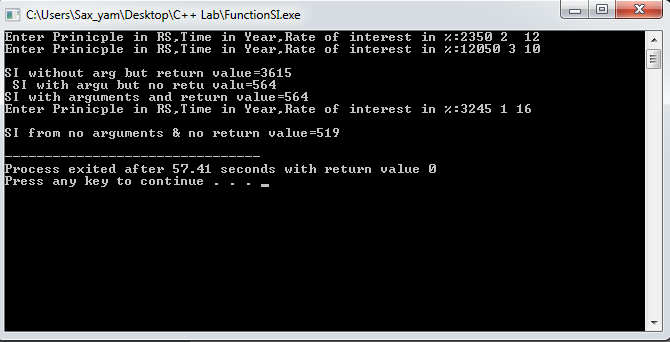 C:\Users\Sax_yam\Desktop\C++ Lab\FunctionSI.exe
Enter Prinicple in RS,Time in Year,Rate of interest in %:2350 2  12
Enter Prinicple in RS,Time in Year,Rate of interest in %:12050 3 10
SI without arg but return value=3615
 SI with argu but no retu valu=564
SI with arguments and return value=564
Enter Prinicple in RS,Time in Year,Rate of interest in %:3245 1 16
SI from no arguments & no return value=519
--------------------------------
Process exited after 57.41 seconds with return value 0
Press any key to continue . . . _